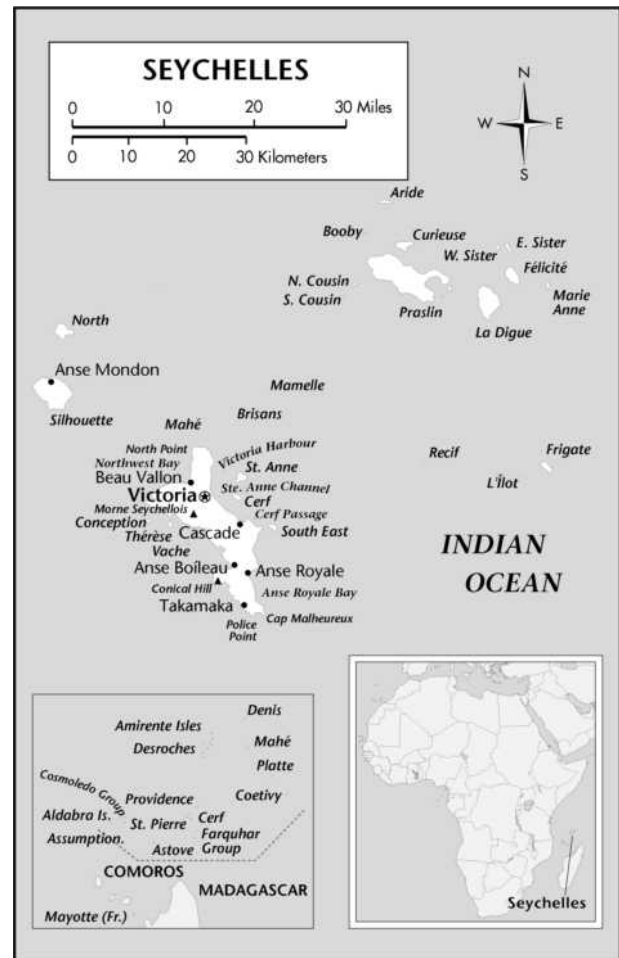 SEYCHELLES
0 10 20 30 Miles
0 10 20 30 Kilometers
N
W E
S
Aride
Booby
Curieuse
W. Sister
E. Sister
Félicité
N. Cousin
S. Cousin
Marie
Anne
Praslin
La Digue
North
Anse Mondon
Silhouette
Mamelle
Brisans
Mahé
North Point
Victoria Harbour
Northwest Bay
St. Anne
Beau Vallon
Ste. Anne Channel
Victoria
Cerf
Morne Seychellois
Cerf Passage
Conception
South East
Thérèse
Cascade
Vache
Recif
Frigate
L'Îlot
INDIAN
OCEAN
Anse Boîleau
Anse Royale
Conical Hill
Anse Royale Bay
Takamaka
Cap Malheureux
Police
Point
Denis
Amirente Isles
Desroches
Mahé
Platte
Cosmoledo Group
Providence
Coetivy
Aldabra Is.
St. Pierre
Cerf
Assumption.
Farquhar
Group
Astove
COMOROS
MADAGASCAR
Mayotte (Fr.)
Seychelles